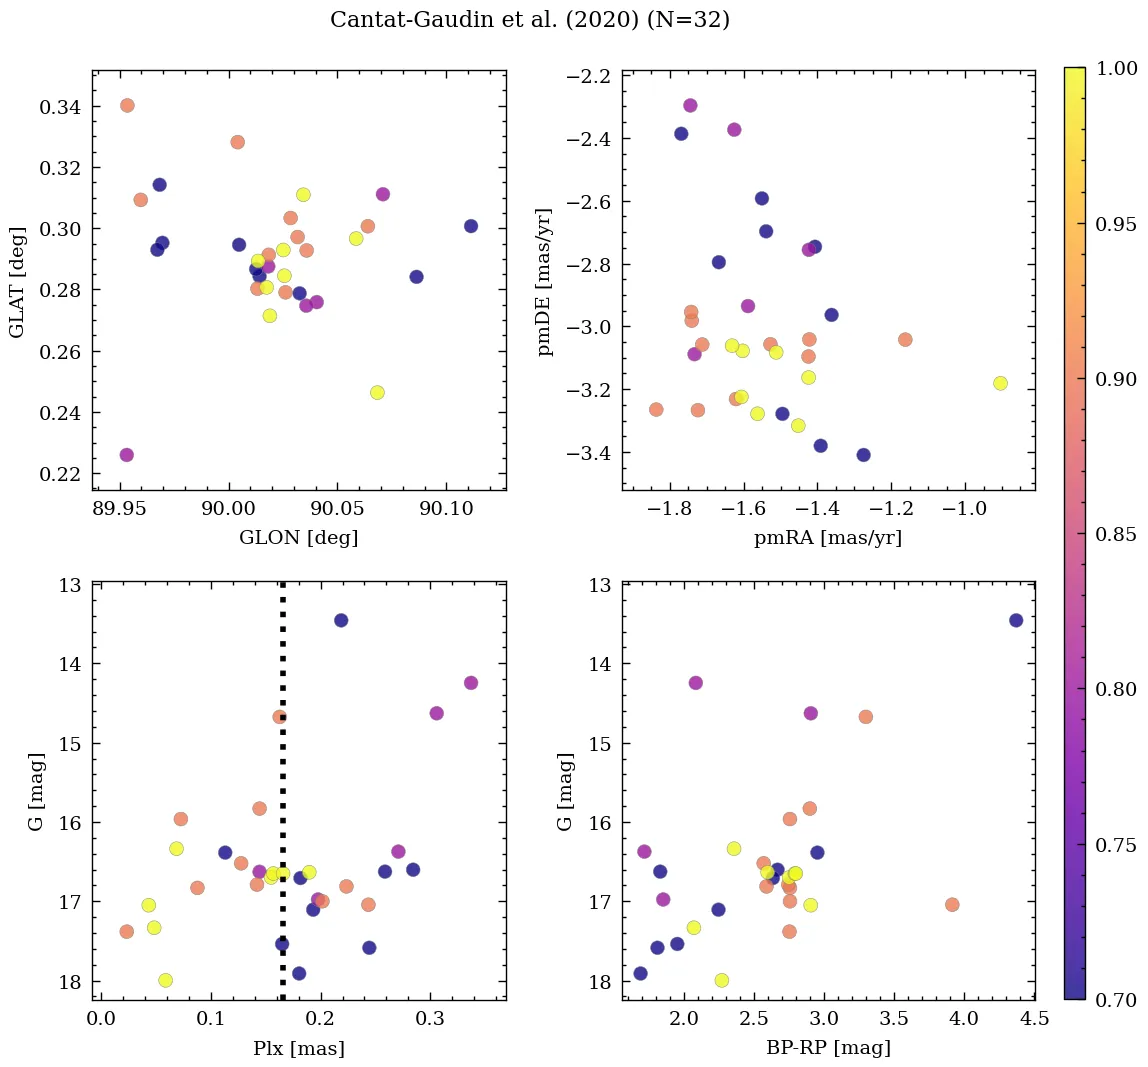 Cantat-Gaudin et al. (2020) (N=32)
0.34
0.32
0.30
0.28
0.26
0.24
0.22
GLAT [deg]
89.95 90.00 90.05 90.10
GLON [deg]
−2.2
−2.4
−2.6
−2.8
−3.0
−3.2
−3.4
pmDE [mas/yr]
−1.8 −1.6 −1.4 −1.2 −1.0
pmRA [mas/yr]
13
14
15
16
17
18
G [mag]
0.0 0.1 0.2 0.3
Plx [mas]
13
14
15
16
17
18
G [mag]
2.0 2.5 3.0 3.5 4.0 4.5
BP-RP [mag]
1.00
0.95
0.90
0.85
0.80
0.75
0.70